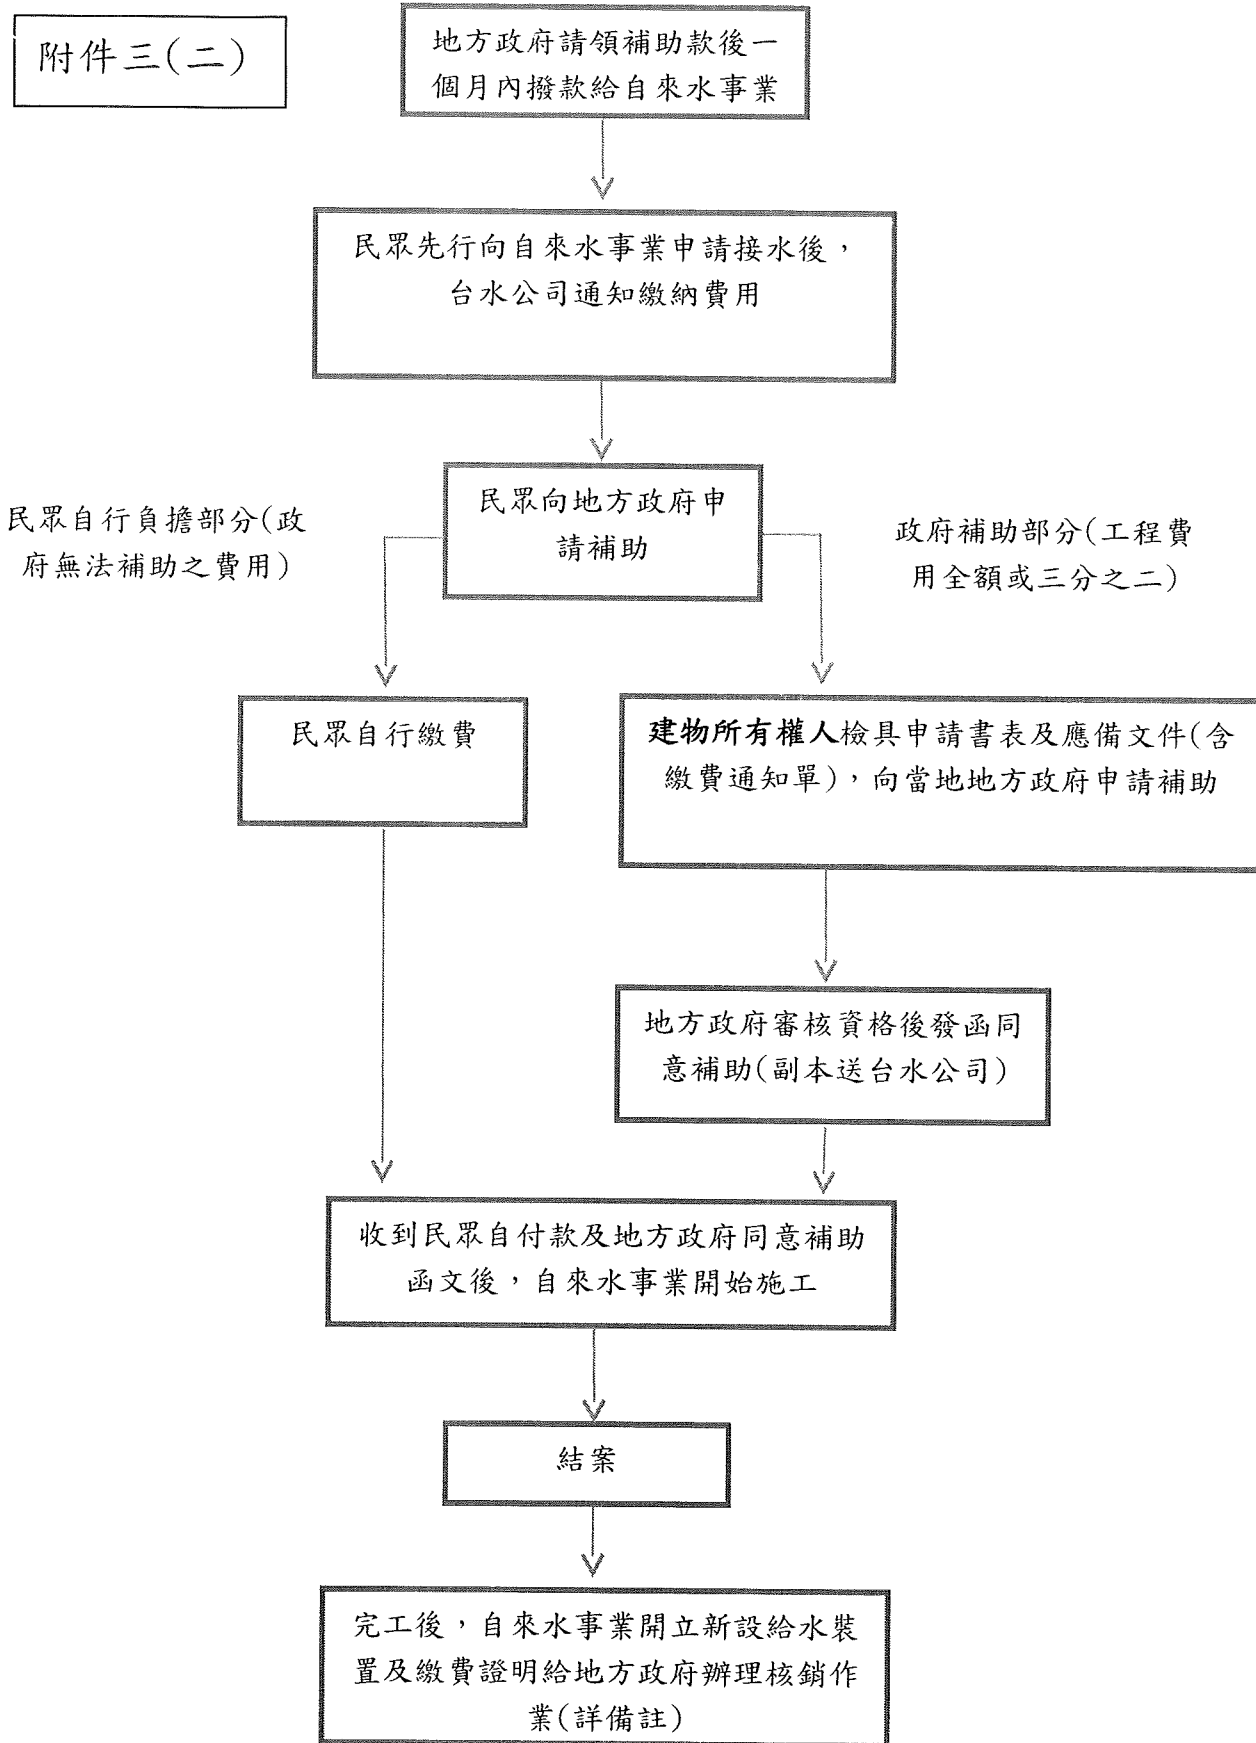 附件三(二)
地方政府請領補助款後一
個月內撥款給自來水事業
民眾先行向自來水事業申請接水後，
台水公司通知繳納費用
民眾向地方政府申
請補助
民眾自行負擔部分(政
府無法補助之費用)
政府補助部分(工程費
用全額或三分之二)
民眾自行繳費
建物所有權人檢具申請書表及應備文件(含
繳費通知單)，向當地地方政府申請補助
地方政府審核資格後發函同
意補助(副本送台水公司)
收到民眾自付款及地方政府同意補助
函文後，自來水事業開始施工
結案
完工後，自來水事業開立新設給水裝
置及繳費證明給地方政府辦理核銷作
業(詳備註)